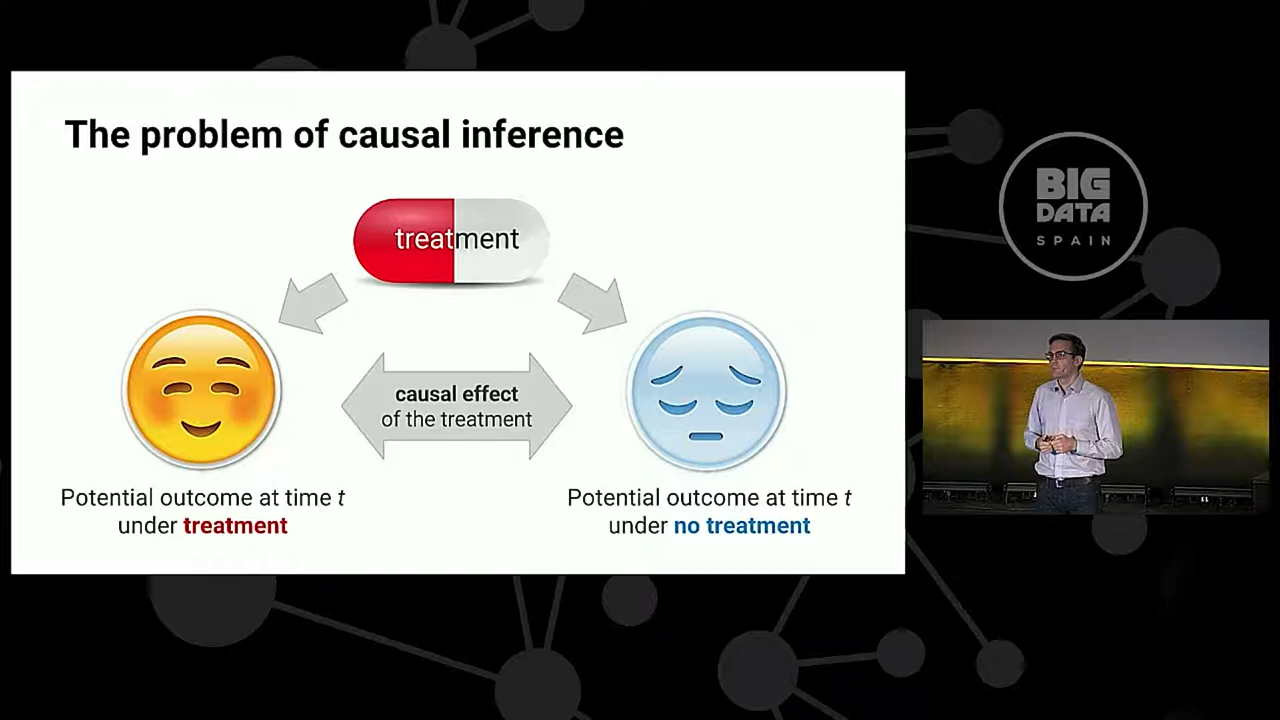 The problem of causal inference
treatment
causal effect
of the treatment
Potential outcome at time t
under treatment
Potential outcome at time t
under no treatment
BIG
DATA
SPAIN